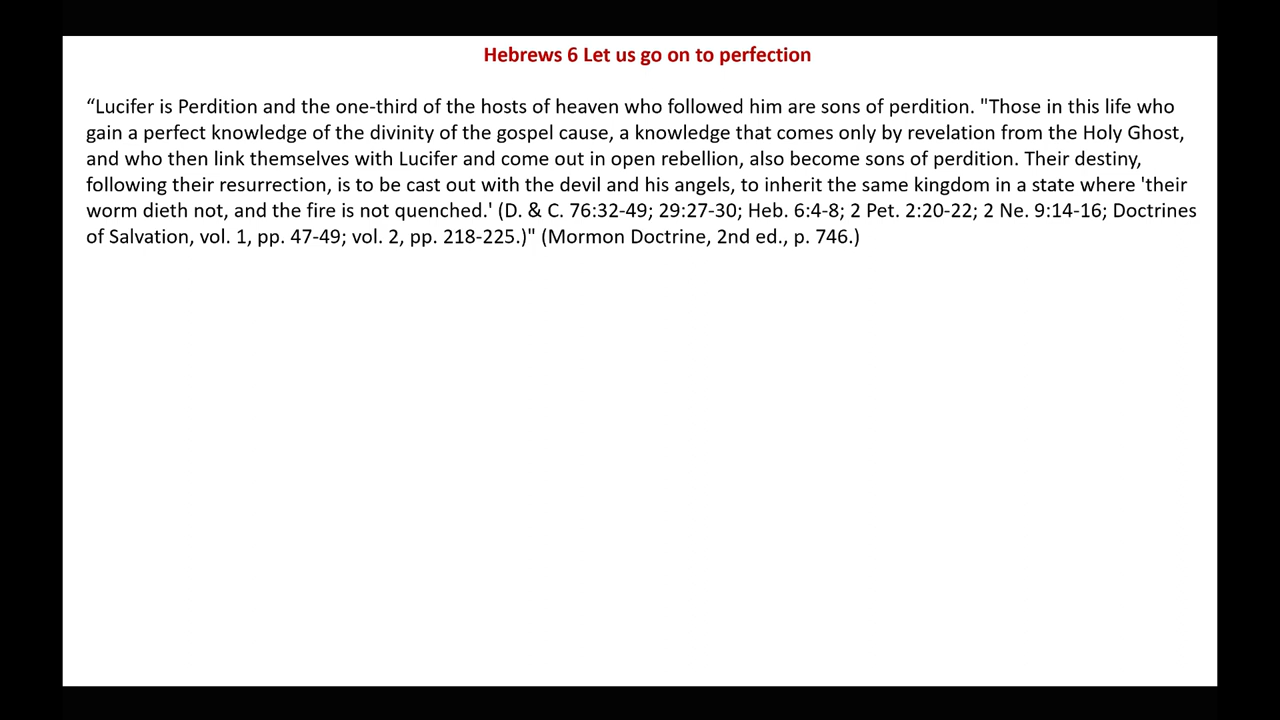 Hebrews 6 Let us go on to perfection
“Lucifer is Perdition and the one-third of the hosts of heaven who followed him are sons of perdition. "Those in this life who
gain a perfect knowledge of the divinity of the gospel cause, a knowledge that comes only by revelation from the Holy Ghost,
and who then link themselves with Lucifer and come out in open rebellion, also become sons of perdition. Their destiny,
following their resurrection, is to be cast out with the devil and his angels, to inherit the same kingdom in a state where 'their
worm dieth not, and the fire is not quenched.' (D. & C. 76:32-49; 29:27-30; Heb. 6:4-8; 2 Pet. 2:20-22; 2 Ne. 9:14-16; Doctrines
of Salvation, vol. 1, pp. 47-49; vol. 2, pp. 218-225.)" (Mormon Doctrine, 2nd ed., p. 746.)